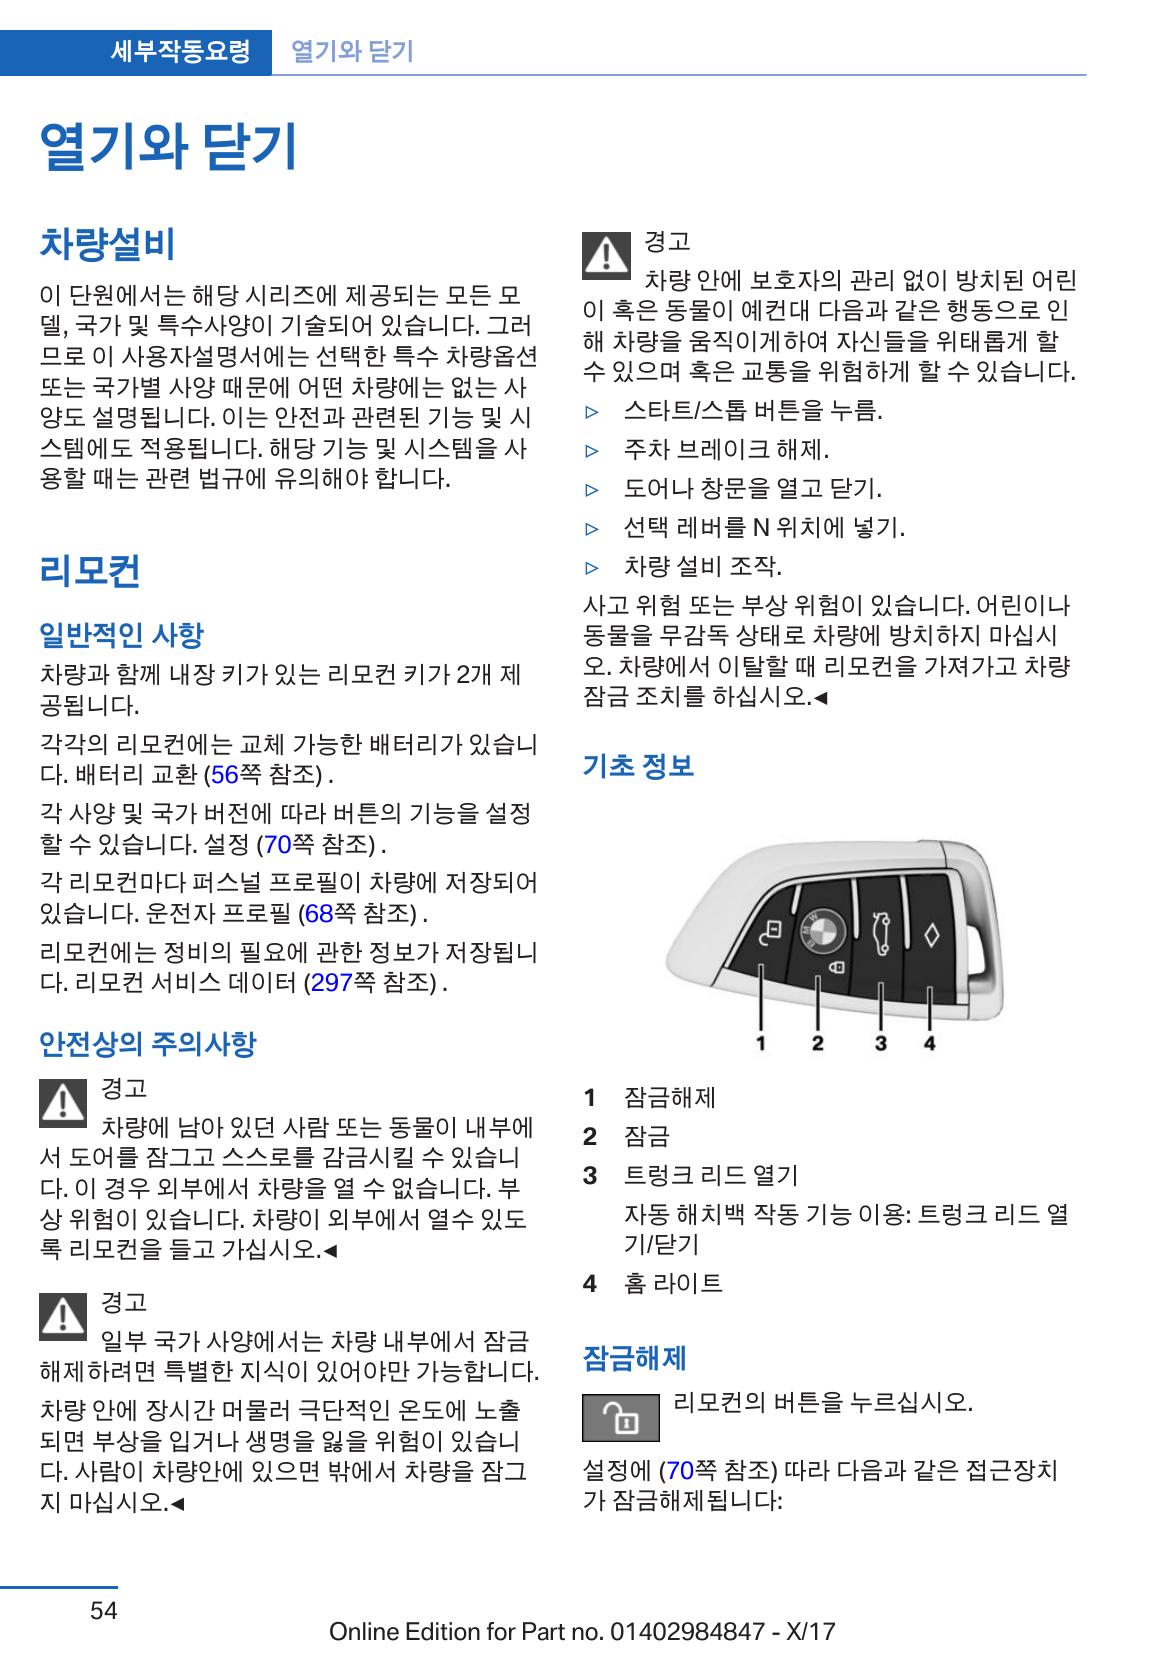 세부작동요령 열기와 닫기
열기와 닫기
차량설비
이 단원에서는 해당 시리즈에 제공되는 모든 모
델, 국가 및 특수사양이 기술되어 있습니다. 그러
므로 이 사용자설명서에는 선택한 특수 차량옵션
또는 국가별 사양 때문에 어떤 차량에는 없는 사
양도 설명됩니다. 이는 안전과 관련된 기능 및 시
스템에도 적용됩니다. 해당 기능 및 시스템을 사
용할 때는 관련 법규에 유의해야 합니다.
리모컨
일반적인 사항
차량과 함께 내장 키가 있는 리모컨 키가 2개 제
공됩니다.
각각의 리모컨에는 교체 가능한 배터리가 있습니
다. 배터리 교환 (56쪽 참조) .
각 사양 및 국가 버전에 따라 버튼의 기능을 설정
할 수 있습니다. 설정 (70쪽 참조) .
각 리모컨마다 퍼스널 프로필이 차량에 저장되어
있습니다. 운전자 프로필 (68쪽 참조) .
리모컨에는 정비의 필요에 관한 정보가 저장됩니
다. 리모컨 서비스 데이터 (297쪽 참조) .
안전상의 주의사항
경고
차량에 남아 있던 사람 또는 동물이 내부에
서 도어를 잠그고 스스로를 감금시킬 수 있습니
다. 이 경우 외부에서 차량을 열 수 없습니다. 부
상 위험이 있습니다. 차량이 외부에서 열수 있도
록 리모컨을 들고 가십시오.◄
경고
일부 국가 사양에서는 차량 내부에서 잠금
해제하려면 특별한 지식이 있어야만 가능합니다.
차량 안에 장시간 머물러 극단적인 온도에 노출
되면 부상을 입거나 생명을 잃을 위험이 있습니
다. 사람이 차량안에 있으면 밖에서 차량을 잠그
지 마십시오.◄
경고
차량 안에 보호자의 관리 없이 방치된 어린
이 혹은 동물이 예컨대 다음과 같은 행동으로 인
해 차량을 움직이게하여 자신들을 위태롭게 할
수 있으며 혹은 교통을 위험하게 할 수 있습니다.
▷ 스타트/스톱 버튼을 누름.
▷ 주차 브레이크 해제.
▷ 도어나 창문을 열고 닫기.
▷ 선택 레버를 N 위치에 넣기.
▷ 차량 설비 조작.
사고 위험 또는 부상 위험이 있습니다. 어린이나
동물을 무감독 상태로 차량에 방치하지 마십시
오. 차량에서 이탈할 때 리모컨을 가져가고 차량
잠금 조치를 하십시오.◄
기초 정보
BMW
1 2 3 4
1 잠금해제
2 잠금
3 트렁크 리드 열기
자동 해치백 작동 기능 이용: 트렁크 리드 열
기/닫기
4 홈 라이트
잠금해제
리모컨의 버튼을 누르십시오.
설정에 (70쪽 참조) 따라 다음과 같은 접근장치
가 잠금해제됩니다:
54
Online Edition for Part no. 01402984847 - X/17